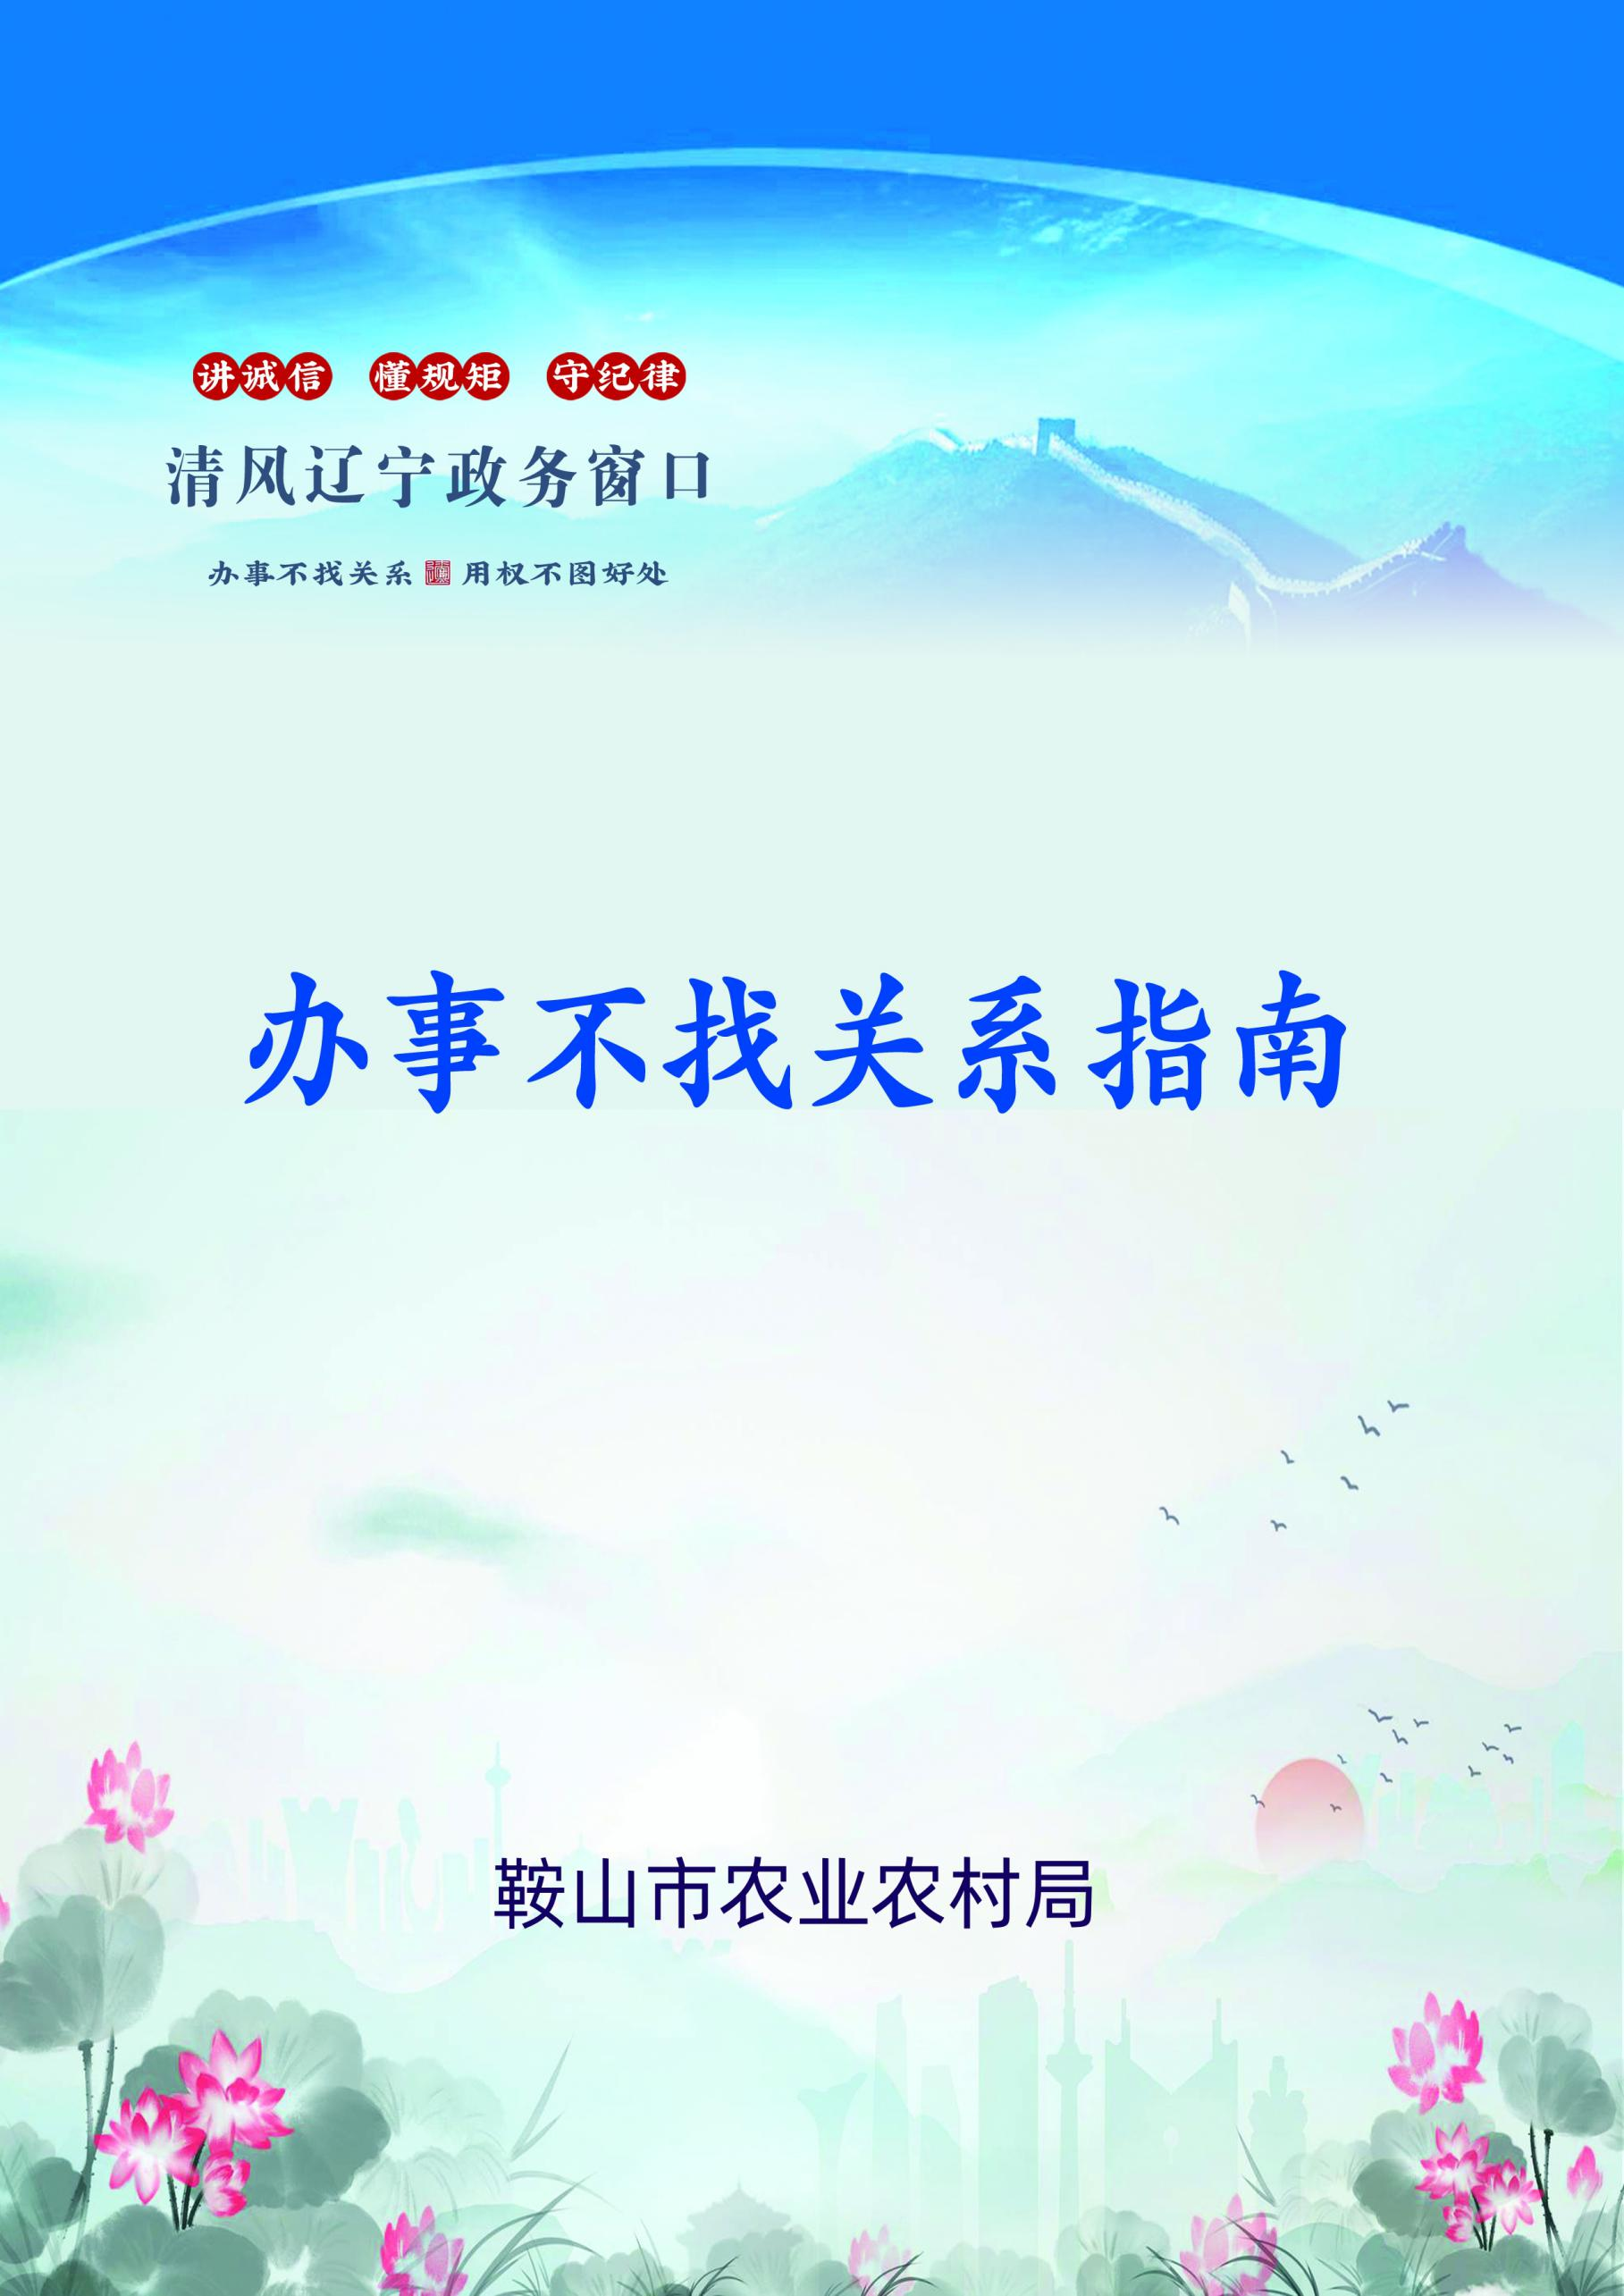 讲诚信 懂规矩 守纪律
清风辽宁政务窗口
办事不找关系 用权不图好处
办事不找关系指南
鞍山市农业农村局